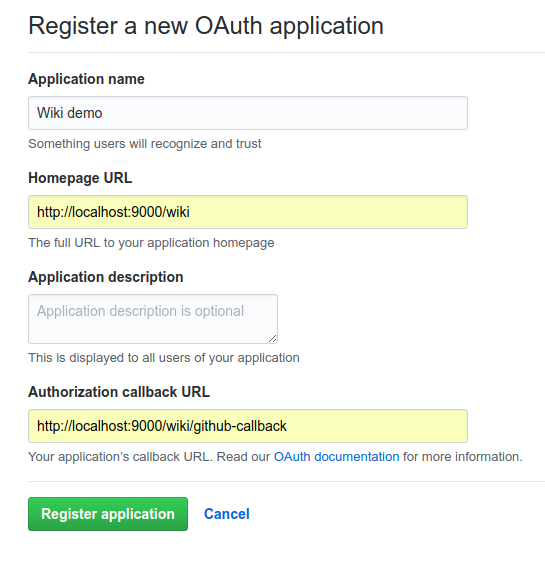 Register a new OAuth application
Application name
Wiki demo
Something users will recognize and trust
Homepage URL
http://localhost:9000/wiki
The full URL to your application homepage
Application description
Application description is optional
This is displayed to all users of your application
Authorization callback URL
http://localhost:9000/wiki/github-callback
Your application’s callback URL. Read our OAuth documentation for more information.
Register application Cancel